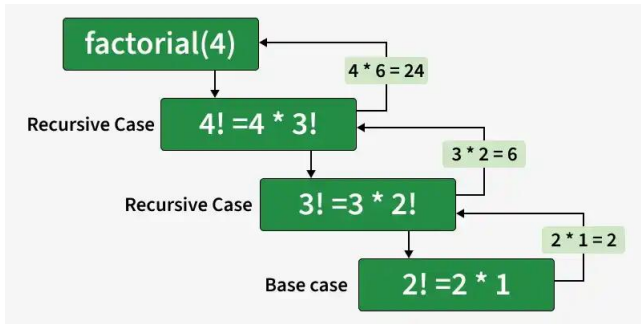 factorial(4)
4 * 6 = 24
Recursive Case
4! =4 * 3!
3 * 2 = 6
Recursive Case
3! =3 * 2!
2 * 1 = 2
Base case
2! =2 * 1